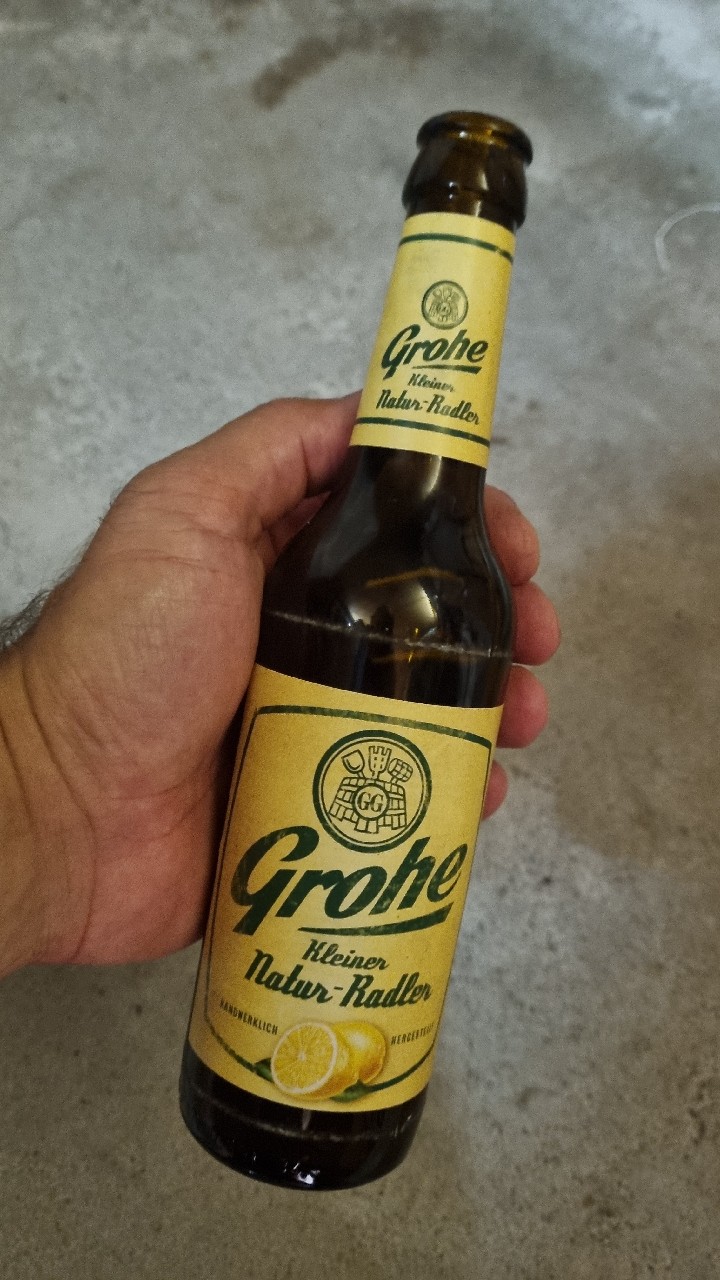 Grohe
Kleiner
Natur-Radler
GG
Grohe
Kleiner
Natur-Radler
HANDWERKLICH
HERGESTELLT